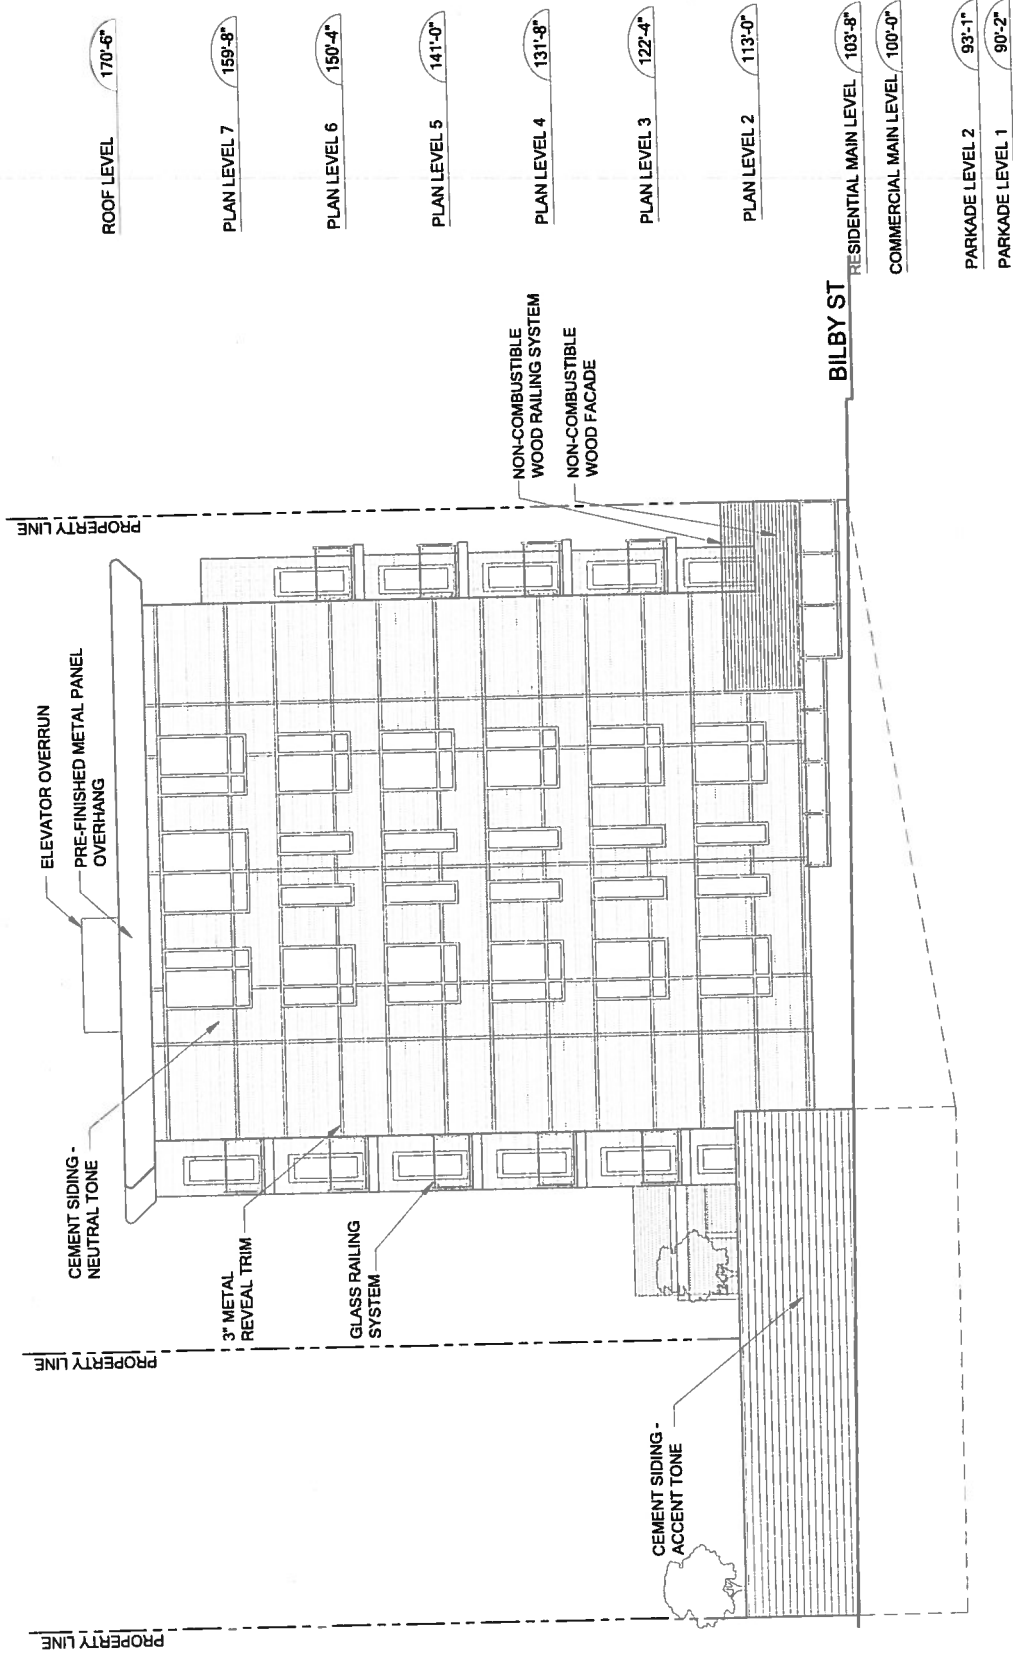 ROOF LEVEL 170'-6"
PLAN LEVEL 7 159'-8"
PLAN LEVEL 6 150'-4"
PLAN LEVEL 5 141'-0"
PLAN LEVEL 4 131'-8"
PLAN LEVEL 3 122'-4"
PLAN LEVEL 2 113'-0"
RESIDENTIAL MAIN LEVEL 103'-8"
COMMERCIAL MAIN LEVEL 100'-0"
PARKADE LEVEL 2 93'-1"
PARKADE LEVEL 1 90'-2"
BILBY ST
NON-COMBUSTIBLE
WOOD RAILING SYSTEM
NON-COMBUSTIBLE
WOOD FACADE
PROPERTY LINE
ELEVATOR OVERRUN
PRE-FINISHED METAL PANEL
OVERHANG
CEMENT SIDING -
NEUTRAL TONE
3" METAL
REVEAL TRIM
GLASS RAILING
SYSTEM
PROPERTY LINE
CEMENT SIDING -
ACCENT TONE
PROPERTY LINE